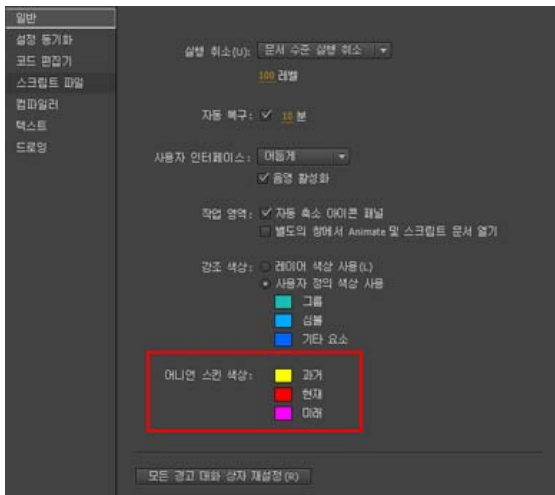 일반
설정 동기화
코드 편집기
스크립트 파일
컴파일러
텍스트
드로잉
실행 취소(U): 문서 수준 실행 취소
100 레벨
자동 복구: 10 분
사용자 인터페이스: 어둡게
음영 활성화
작업 영역: 자동 축소 아이콘 패널
별도의 창에서 Animate 및 스크립트 문서 열기
강조 색상: 레이어 색상 사용(L)
사용자 정의 색상 사용
그룹
심볼
기타 요소
어니언 스킨 색상: 과거
현재
미래
모든 경고 대화 상자 재설정(R)